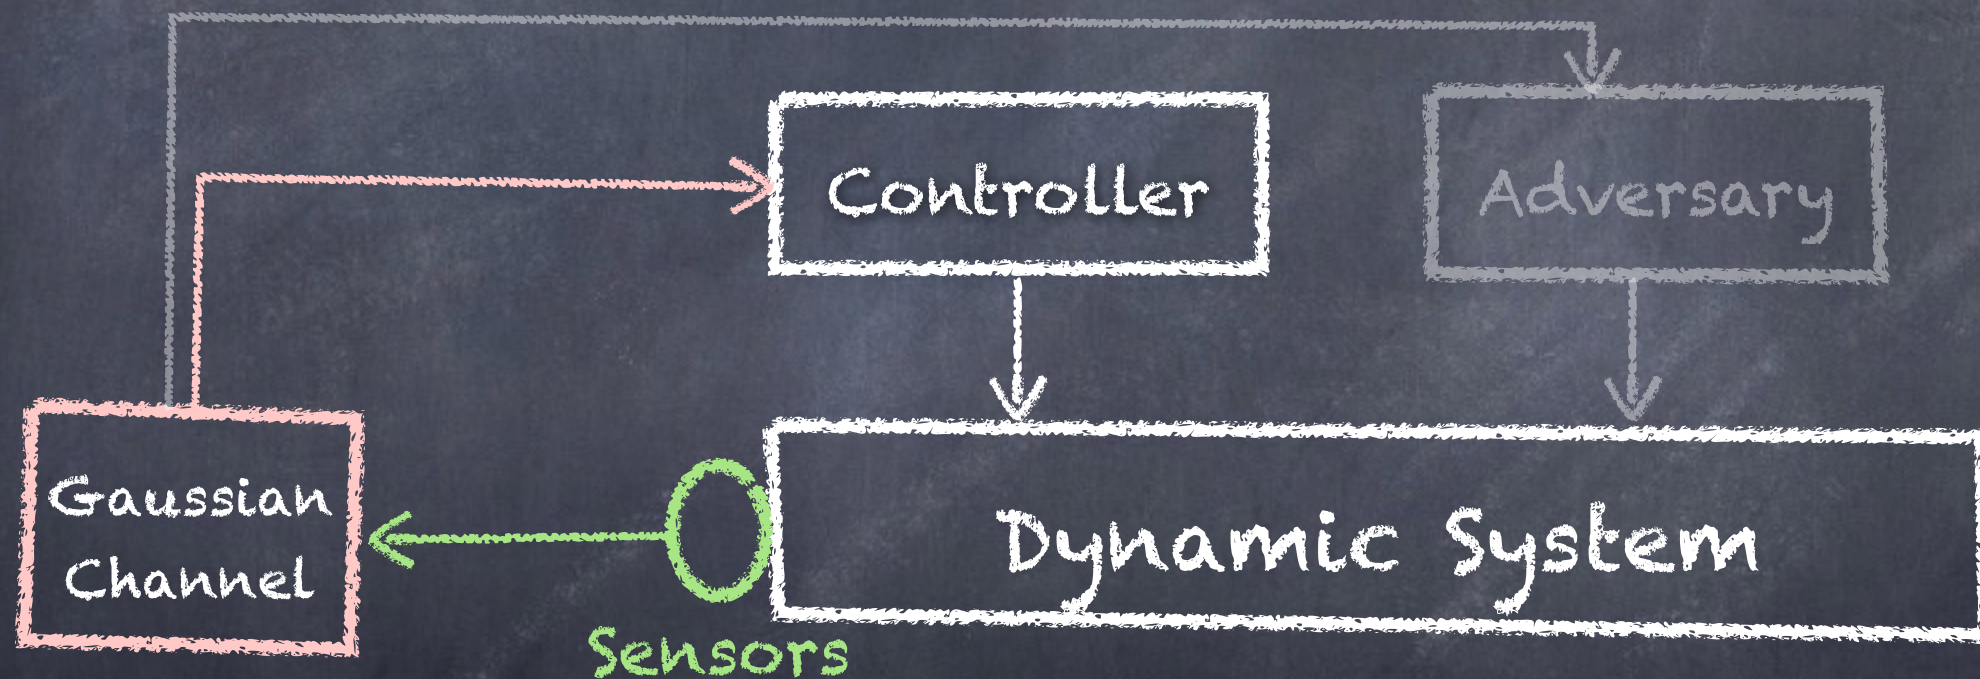 Controller
Adversary
Gaussian
Channel
Dynamic System
Sensors